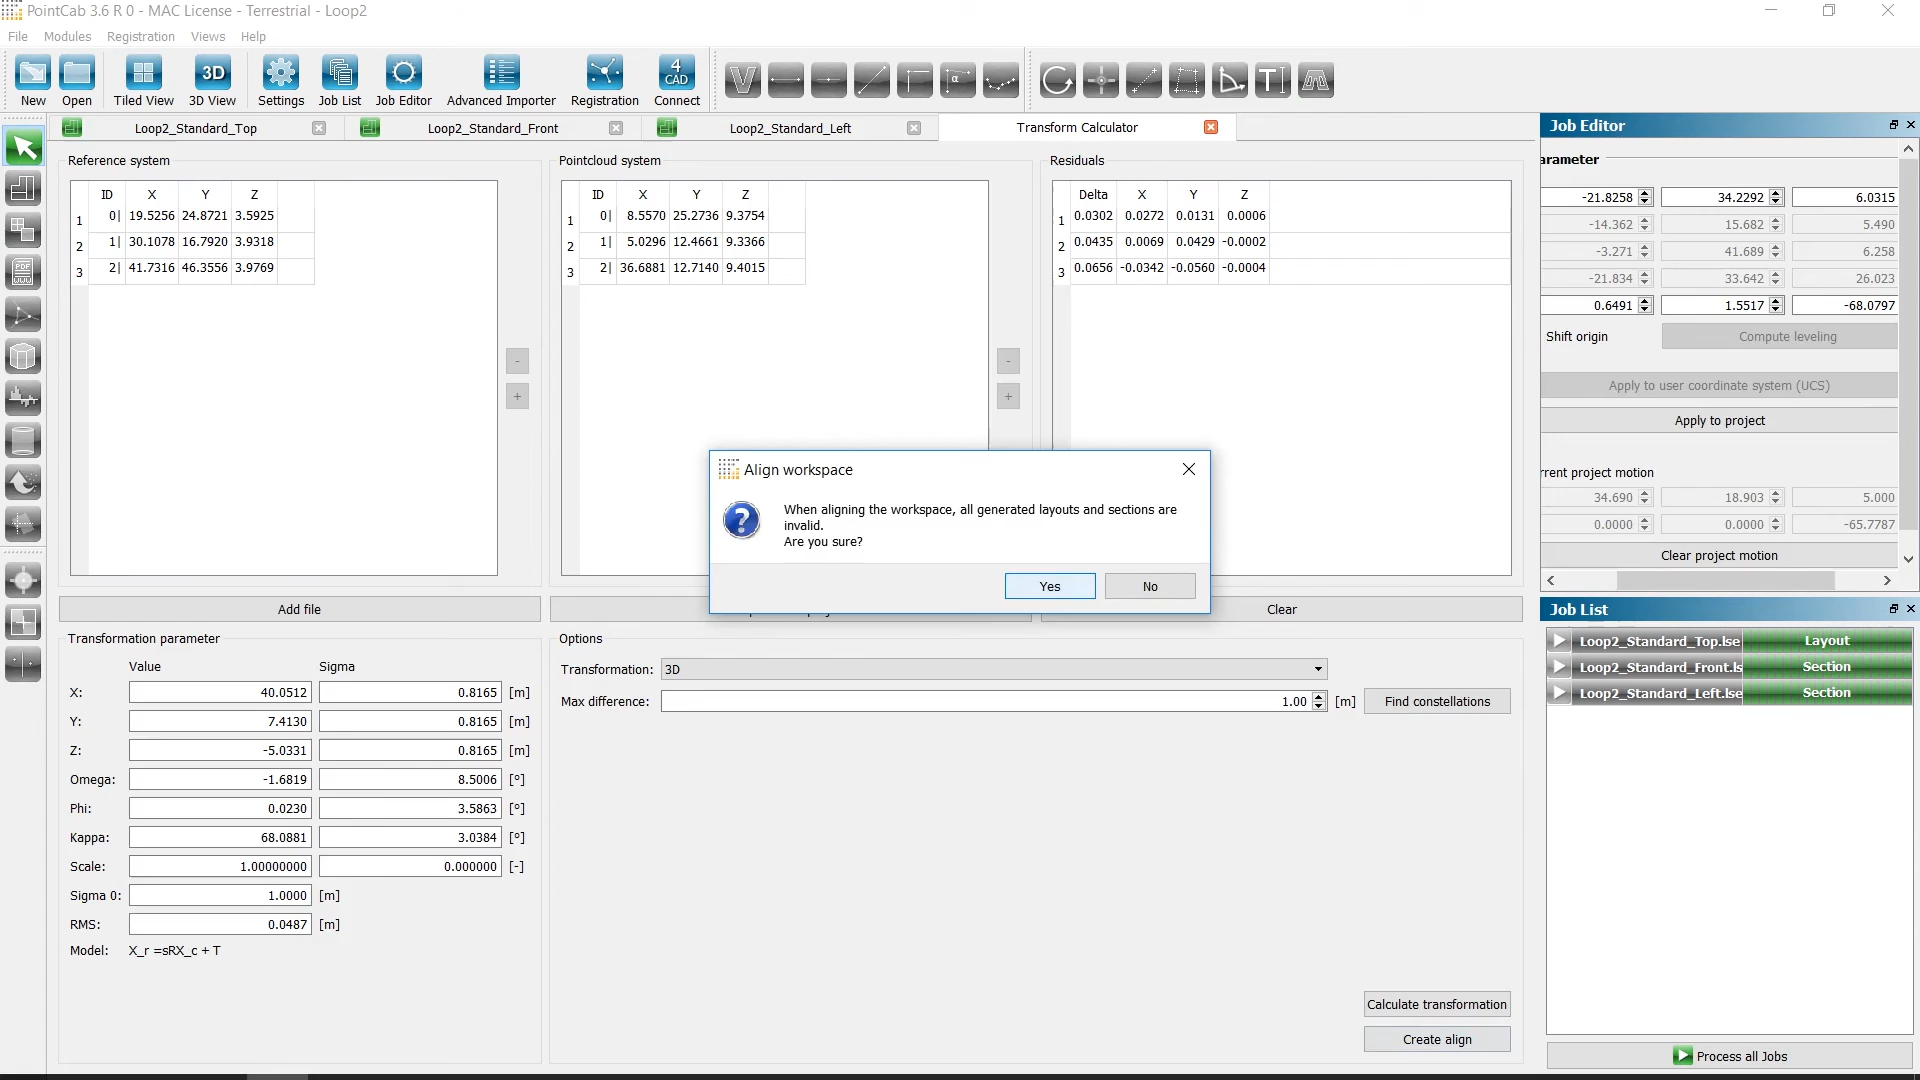 PointCab 3.6 R 0 - MAC License - Terrestrial - Loop2
File Modules Registration Views Help
3D 4 CAD V α T
New Open Tiled View 3D View Settings Job List Job Editor Advanced Importer Registration Connect
Loop2_Standard_Top Loop2_Standard_Front Loop2_Standard_Left Transform Calculator
Reference system
ID X Y Z
1 0| 19.5256 24.8721 3.5925
2 1| 30.1078 16.7920 3.9318
3 2| 41.7316 46.3556 3.9769
-
+
Add file
Pointcloud system
ID X Y Z
1 0| 8.5570 25.2736 9.3754
2 1| 5.0296 12.4661 9.3366
3 2| 36.6881 12.7140 9.4015
-
+
Residuals
Delta X Y Z
1 0.0302 0.0272 0.0131 0.0006
2 0.0435 0.0069 0.0429 -0.0002
3 0.0656 -0.0342 -0.0560 -0.0004
Clear
Align workspace
When aligning the workspace, all generated layouts and sections are
invalid.
Are you sure?
Yes No
PDF
Transformation parameter
Value Sigma
X: 40.0512 0.8165 [m]
Y: 7.4130 0.8165 [m]
Z: -5.0331 0.8165 [m]
Omega: -1.6819 8.5006 [°]
Phi: 0.0230 3.5863 [°]
Kappa: 68.0881 3.0384 [°]
Scale: 1.00000000 0.000000 [-]
Sigma 0: 1.0000 [m]
RMS: 0.0487 [m]
Model: X_r =sRX_c + T
Options
Transformation: 3D
Max difference: 1.00 [m] Find constellations
Calculate transformation
Create align
Job Editor
arameter
-21.8258 34.2292 6.0315
-14.362 15.682 5.490
-3.271 41.689 6.258
-21.834 33.642 26.023
0.6491 1.5517 -68.0797
Shift origin Compute leveling
Apply to user coordinate system (UCS)
Apply to project
rrent project motion
34.690 18.903 5.000
0.0000 0.0000 -65.7787
Clear project motion
Job List
Loop2_Standard_Top.lse Layout
Loop2_Standard_Front.ls Section
Loop2_Standard_Left.lse Section
Process all Jobs